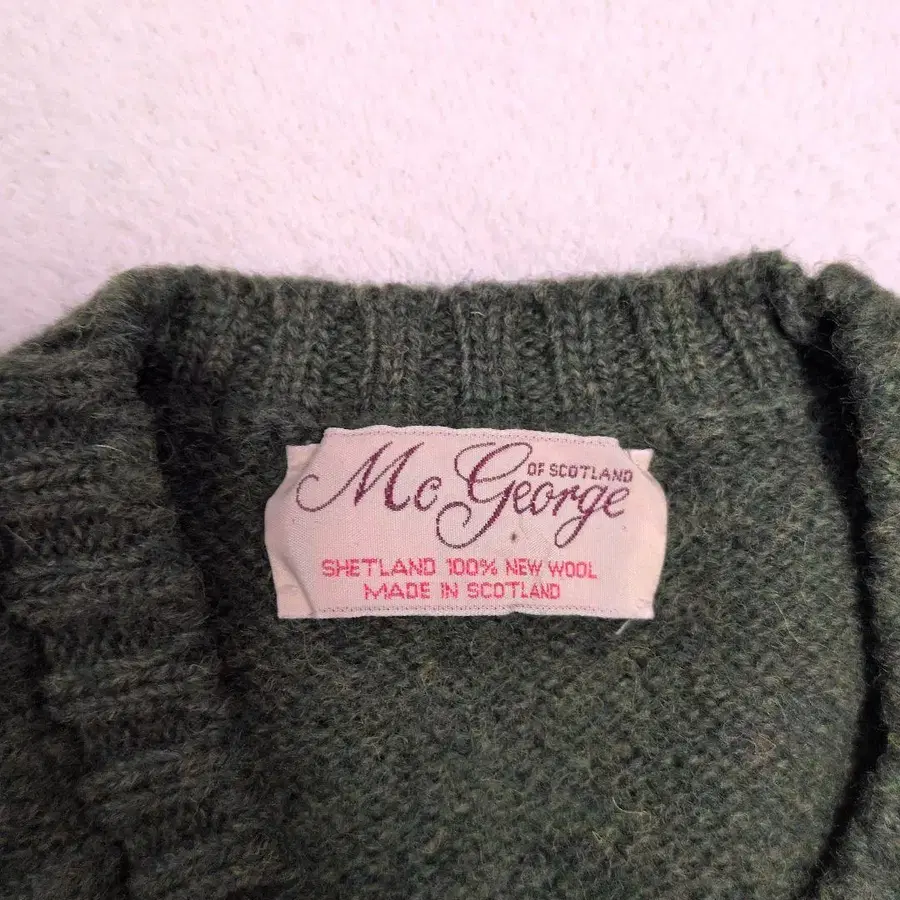 Mc George
OF SCOTLAND
SHETLAND 100% NEW WOOL
MADE IN SCOTLAND